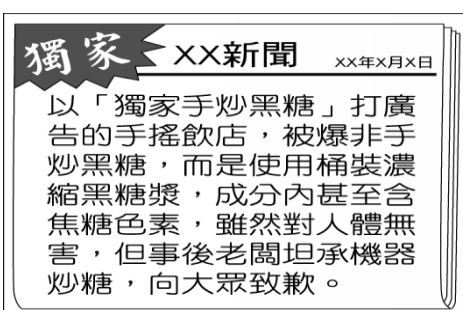 獨家
XX新聞
XX年X月X日
以「獨家手炒黑糖」打廣
告的手搖飲店，被爆非手
炒黑糖，而是使用桶裝濃
縮黑糖漿，成分內甚至含
焦糖色素，雖然對人體無
害，但事後老闆坦承機器
炒糖，向大眾致歉。